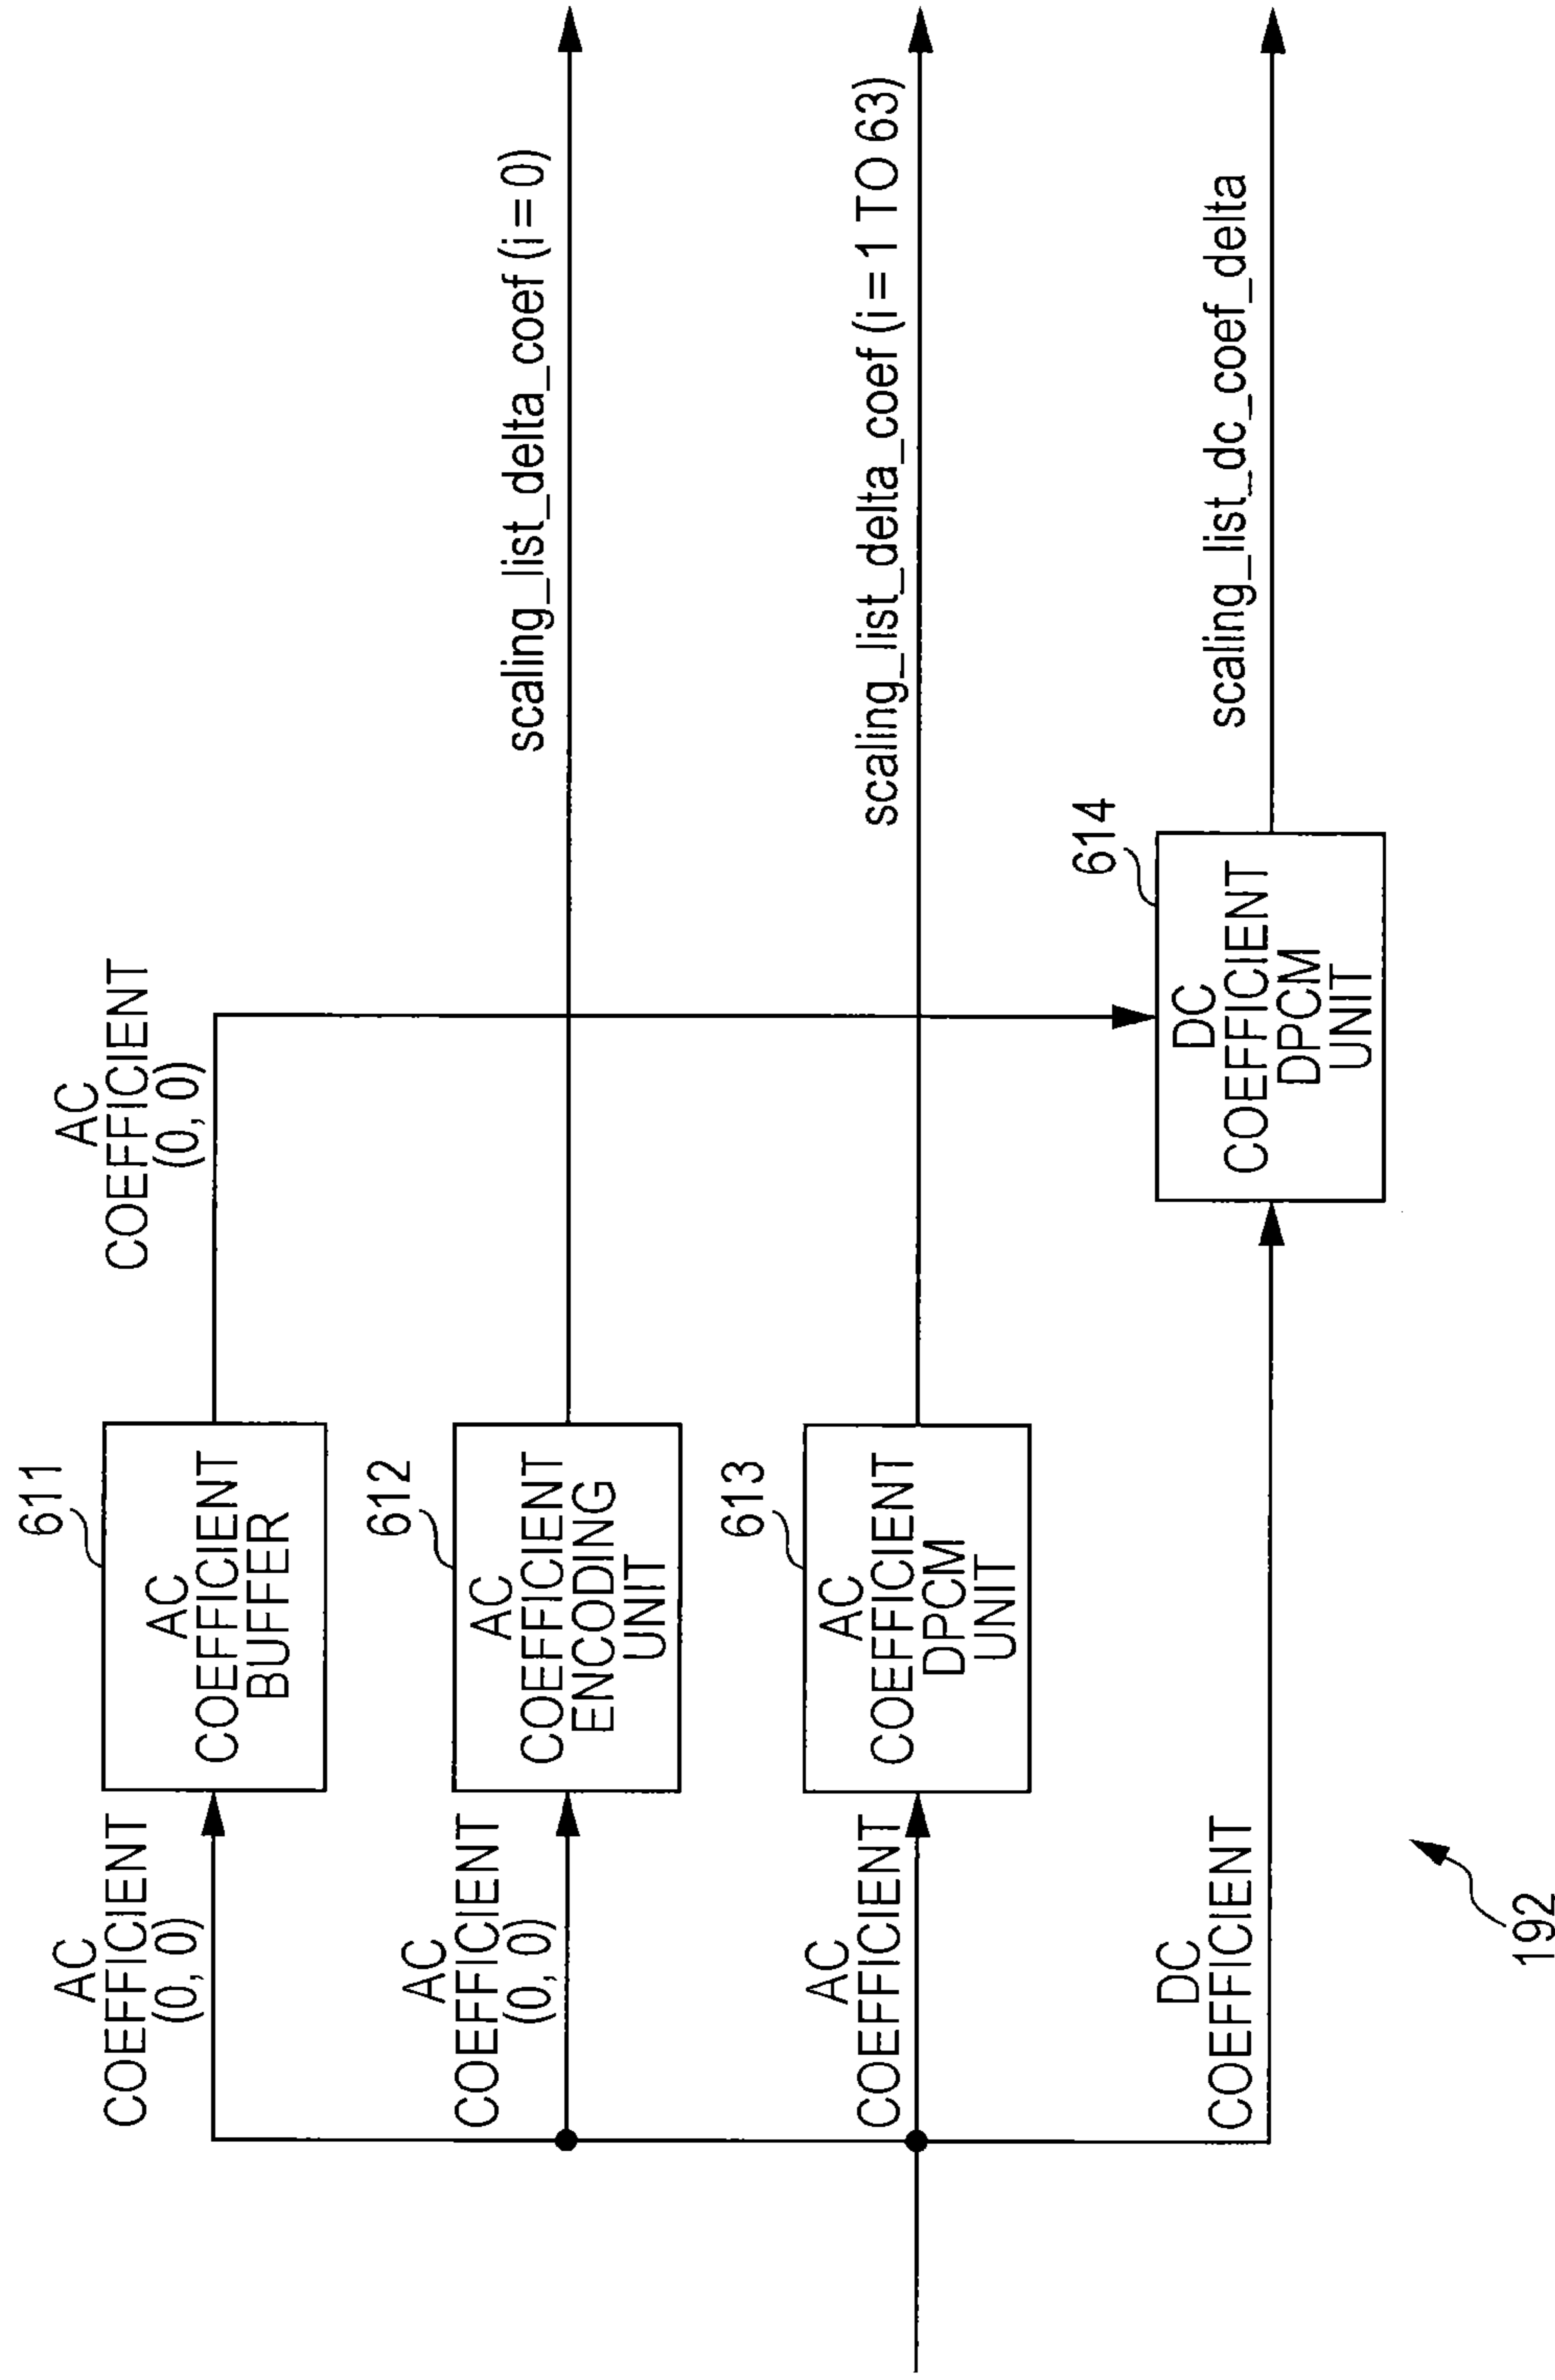 AC
COEFFICIENT
(0, 0)
611
AC
COEFFICIENT
BUFFER
AC
COEFFICIENT
(0, 0)
AC
COEFFICIENT
(0, 0)
612
AC
COEFFICIENT
ENCODING
UNIT
scaling_list_delta_coef (i = 0)
AC
COEFFICIENT
613
AC
COEFFICIENT
DPCM
UNIT
scaling_list_delta_coef (i = 1 TO 63)
DC
COEFFICIENT
614
DC
COEFFICIENT
DPCM
UNIT
scaling_list_dc_coef_delta
192